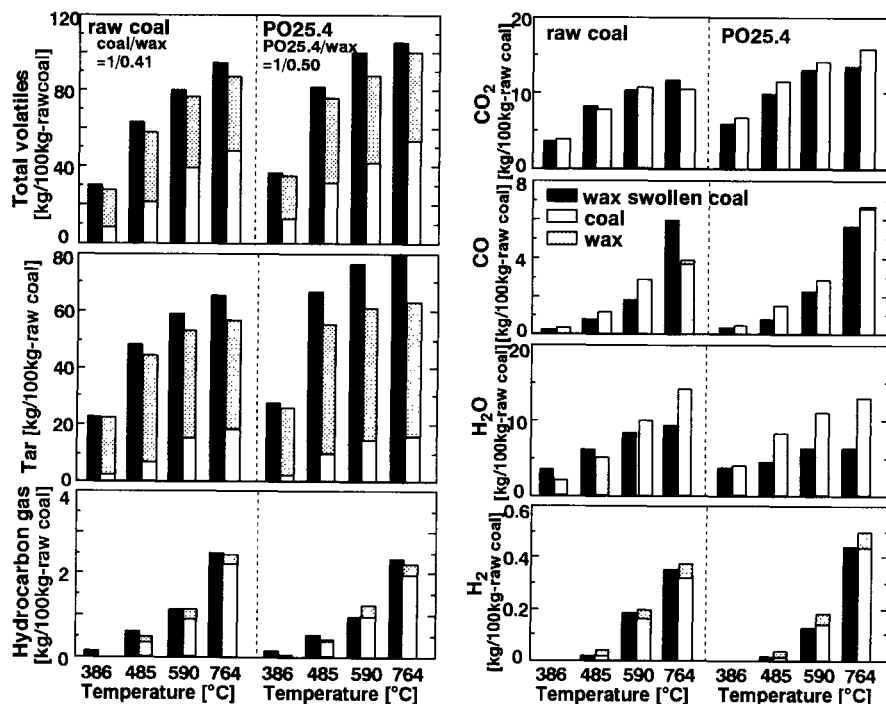 raw coal
coal/wax
=1/0.41
PO25.4
PO25.4/wax
=1/0.50
Total volatiles
[kg/100kg-rawcoal]
120
80
40
0
Tar [kg/100kg-raw coal]
80
60
40
20
0
Hydrocarbon gas
[kg/100kg-raw coal]
4
2
0
386 485 590 764 386 485 590 764
Temperature [°C] Temperature [°C]
raw coal
PO25.4
CO2
[kg/100kg-raw coal]
20
10
0
wax swollen coal
coal
wax
CO
[kg/100kg-raw coal]
8
4
0
H2O
[kg/100kg-raw coal]
20
10
0
H2
[kg/100kg-raw coal]
0.6
0.4
0.2
0
386 485 590 764 386 485 590 764
Temperature [°C] Temperature [°C]